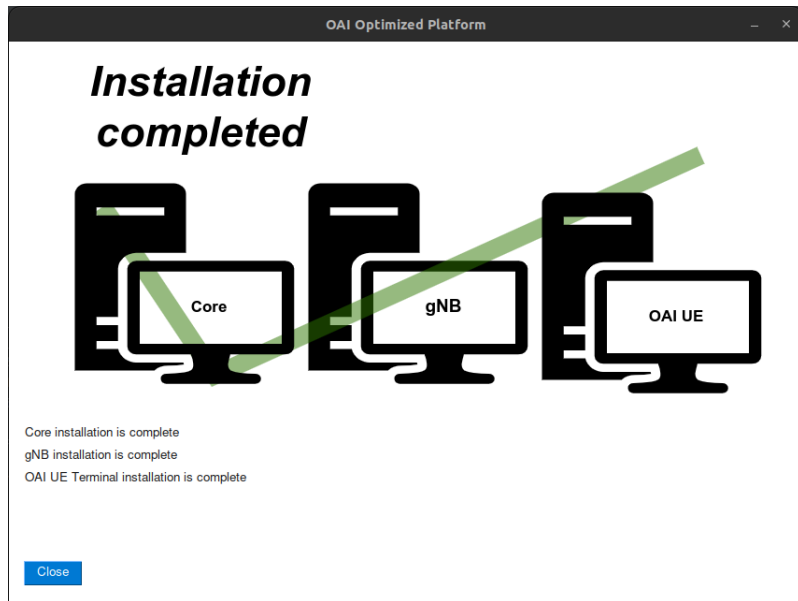 OAI Optimized Platform
Installation
completed
Core
gNB
OAI UE
Core installation is complete
gNB installation is complete
OAI UE Terminal installation is complete
Close